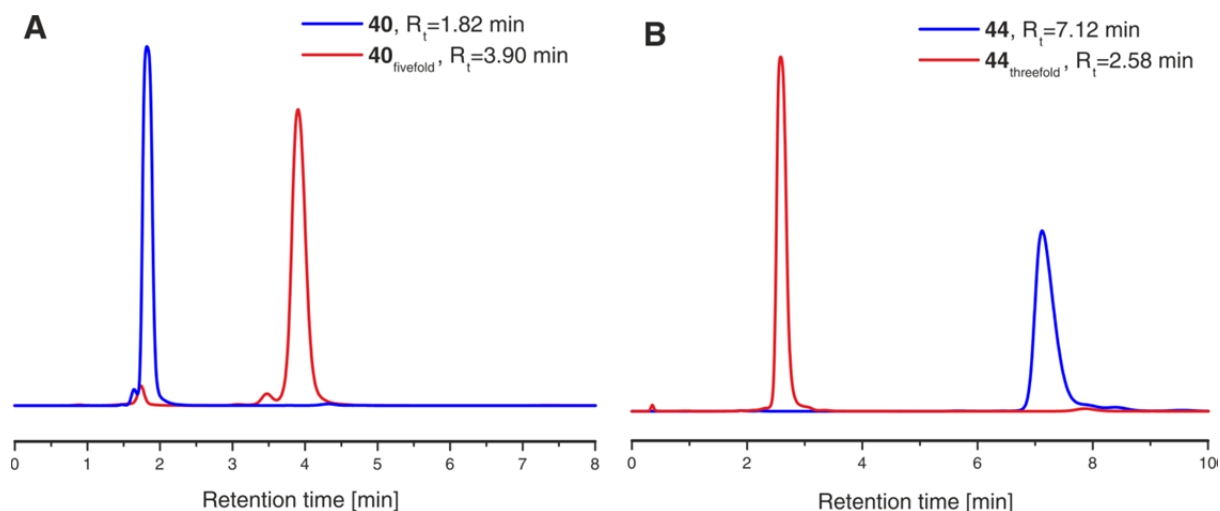 A
40, Rt=1.82 min
40fivefold, Rt=3.90 min
0 1 2 3 4 5 6 7 8
Retention time [min]
B
44, Rt=7.12 min
44threefold, Rt=2.58 min
0 2 4 6 8 100
Retention time [min]